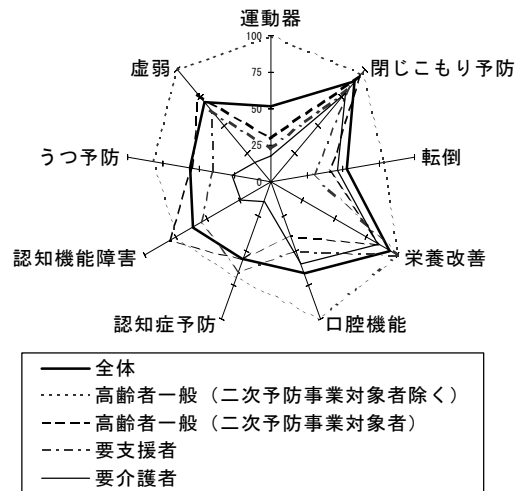 運動器
100
75
50
25
0
閉じこもり予防
転倒
栄養改善
口腔機能
認知症予防
認知機能障害
うつ予防
虚弱
全体
高齢者一般（二次予防事業対象者除く）
高齢者一般（二次予防事業対象者）
要支援者
要介護者